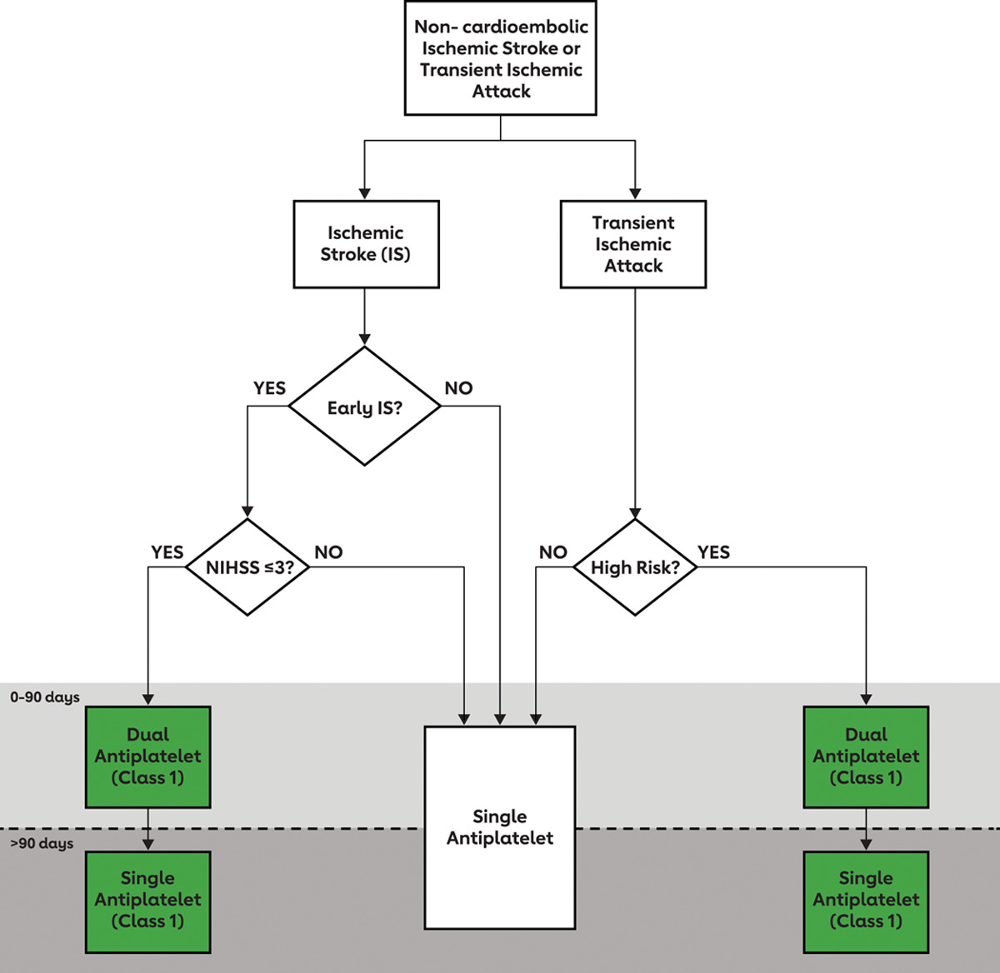 Non- cardioembolic
Ischemic Stroke or
Transient Ischemic
Attack
Ischemic
Stroke (IS)
Transient
Ischemic
Attack
YES
NO
Early IS?
YES
NO
NIHSS ≤3?
NO
YES
High Risk?
0-90 days
Dual
Antiplatelet
(Class 1)
Dual
Antiplatelet
(Class 1)
Single
Antiplatelet
>90 days
Single
Antiplatelet
(Class 1)
Single
Antiplatelet
(Class 1)